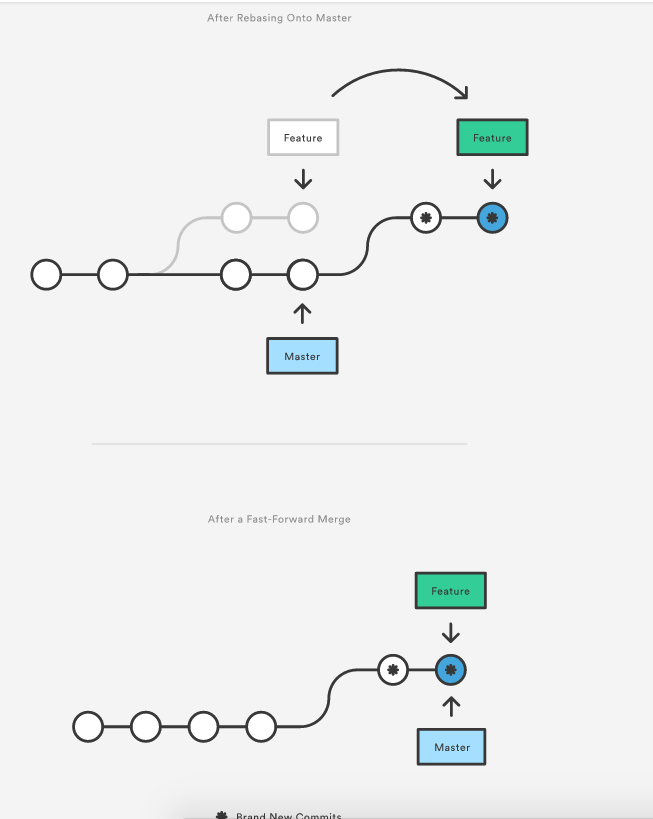 After Rebasing Onto Master
Feature
Feature
Master
After a Fast-Forward Merge
Feature
Master
Brand New Commits